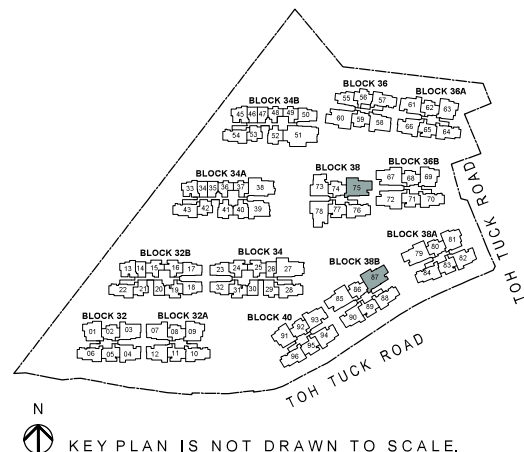 BLOCK 36
BLOCK 36A
55 56 57
61 62 63
60 59 58
66 65 64
BLOCK 34B
45 46 47 48 49 50
54 53 52 51
BLOCK 34A
33 34 35 36 37 38
43 42 41 40 39
BLOCK 38
73 74 75
78 77 76
BLOCK 36B
67 68 69
72 71 70
BLOCK 38A
79 80 81
84 83 82
BLOCK 32B
13 14 15 16 17
22 21 20 19 18
BLOCK 34
23 24 25 26 27
32 31 30 29 28
BLOCK 38B
85 86 87
90 89 88
BLOCK 32
01 02 03
06 05 04
BLOCK 32A
07 08 09
12 11 10
BLOCK 40
91 92 93
96 95 94
TOH TUCK ROAD
TOH TUCK ROAD
N
KEY PLAN IS NOT DRAWN TO SCALE.